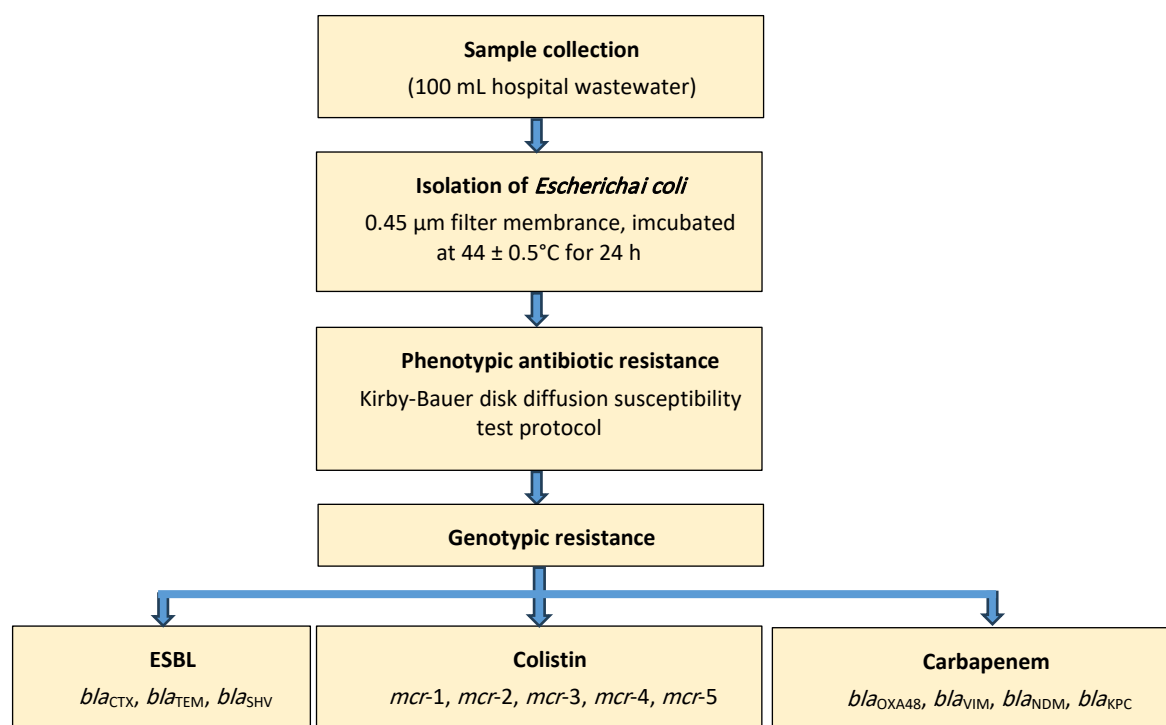 Sample collection
(100 mL hospital wastewater)
Isolation of Escherichai coli
0.45 µm filter membrance, imcubated
at 44 ± 0.5°C for 24 h
Phenotypic antibiotic resistance
Kirby-Bauer disk diffusion susceptibility
test protocol
Genotypic resistance
ESBL
blaCTX, blaTEM, blaSHV
Colistin
mcr-1, mcr-2, mcr-3, mcr-4, mcr-5
Carbapenem
blaOXA48, blaVIM, blaNDM, blaKPC